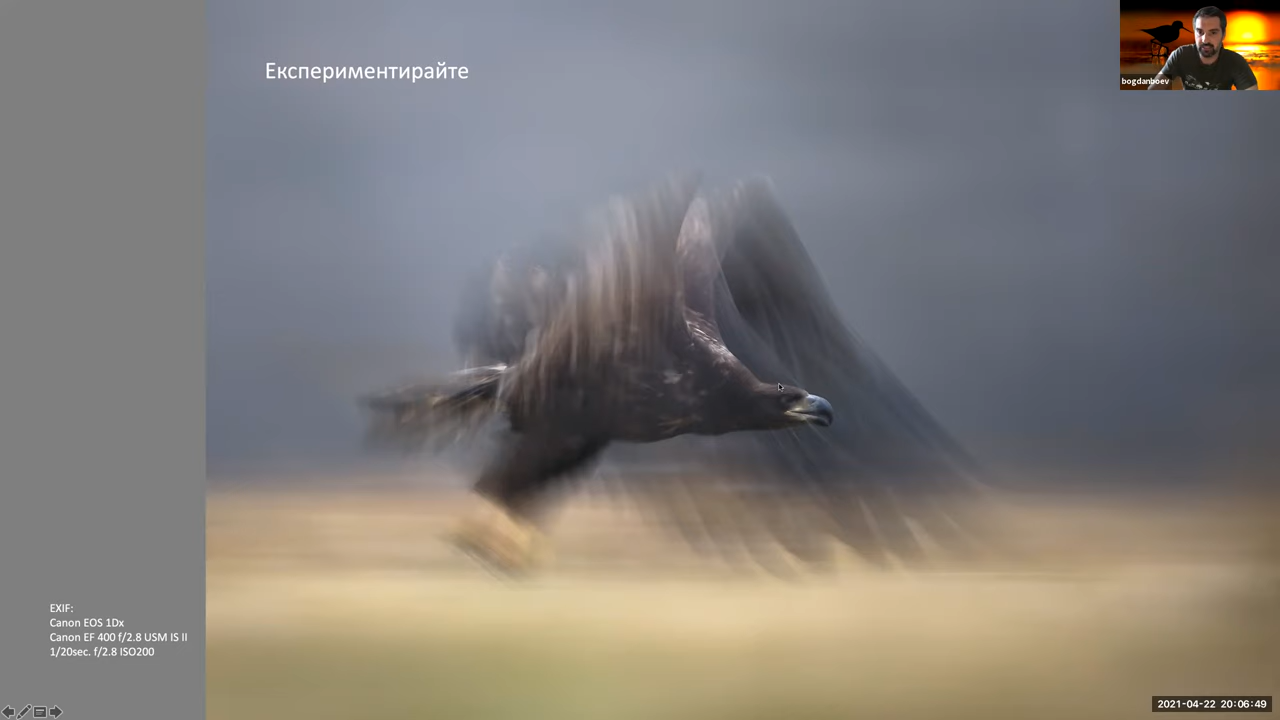 Експериментирайте
bogdanboev
EXIF:
Canon EOS 1Dx
Canon EF 400 f/2.8 USM IS II
1/20sec. f/2.8 ISO200
2021-04-22 20:06:49